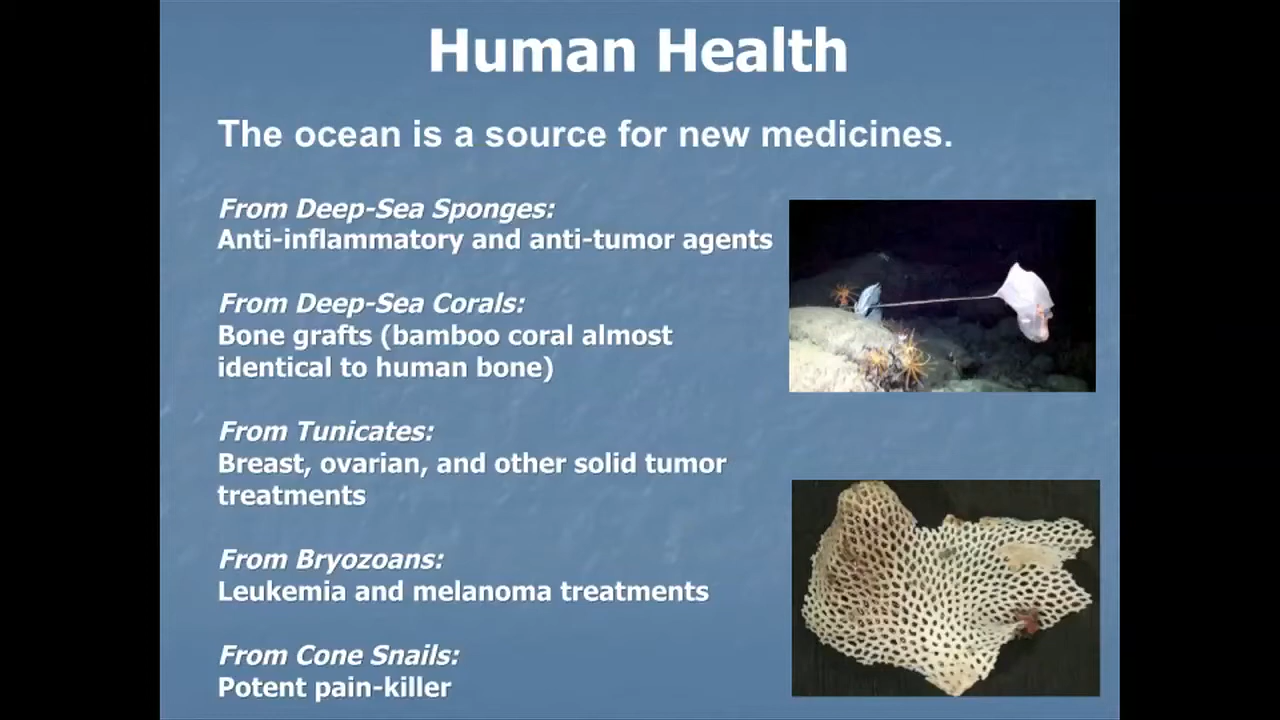 Human Health
The ocean is a source for new medicines.
From Deep-Sea Sponges:
Anti-inflammatory and anti-tumor agents
From Deep-Sea Corals:
Bone grafts (bamboo coral almost
identical to human bone)
From Tunicates:
Breast, ovarian, and other solid tumor
treatments
From Bryozoans:
Leukemia and melanoma treatments
From Cone Snails:
Potent pain-killer